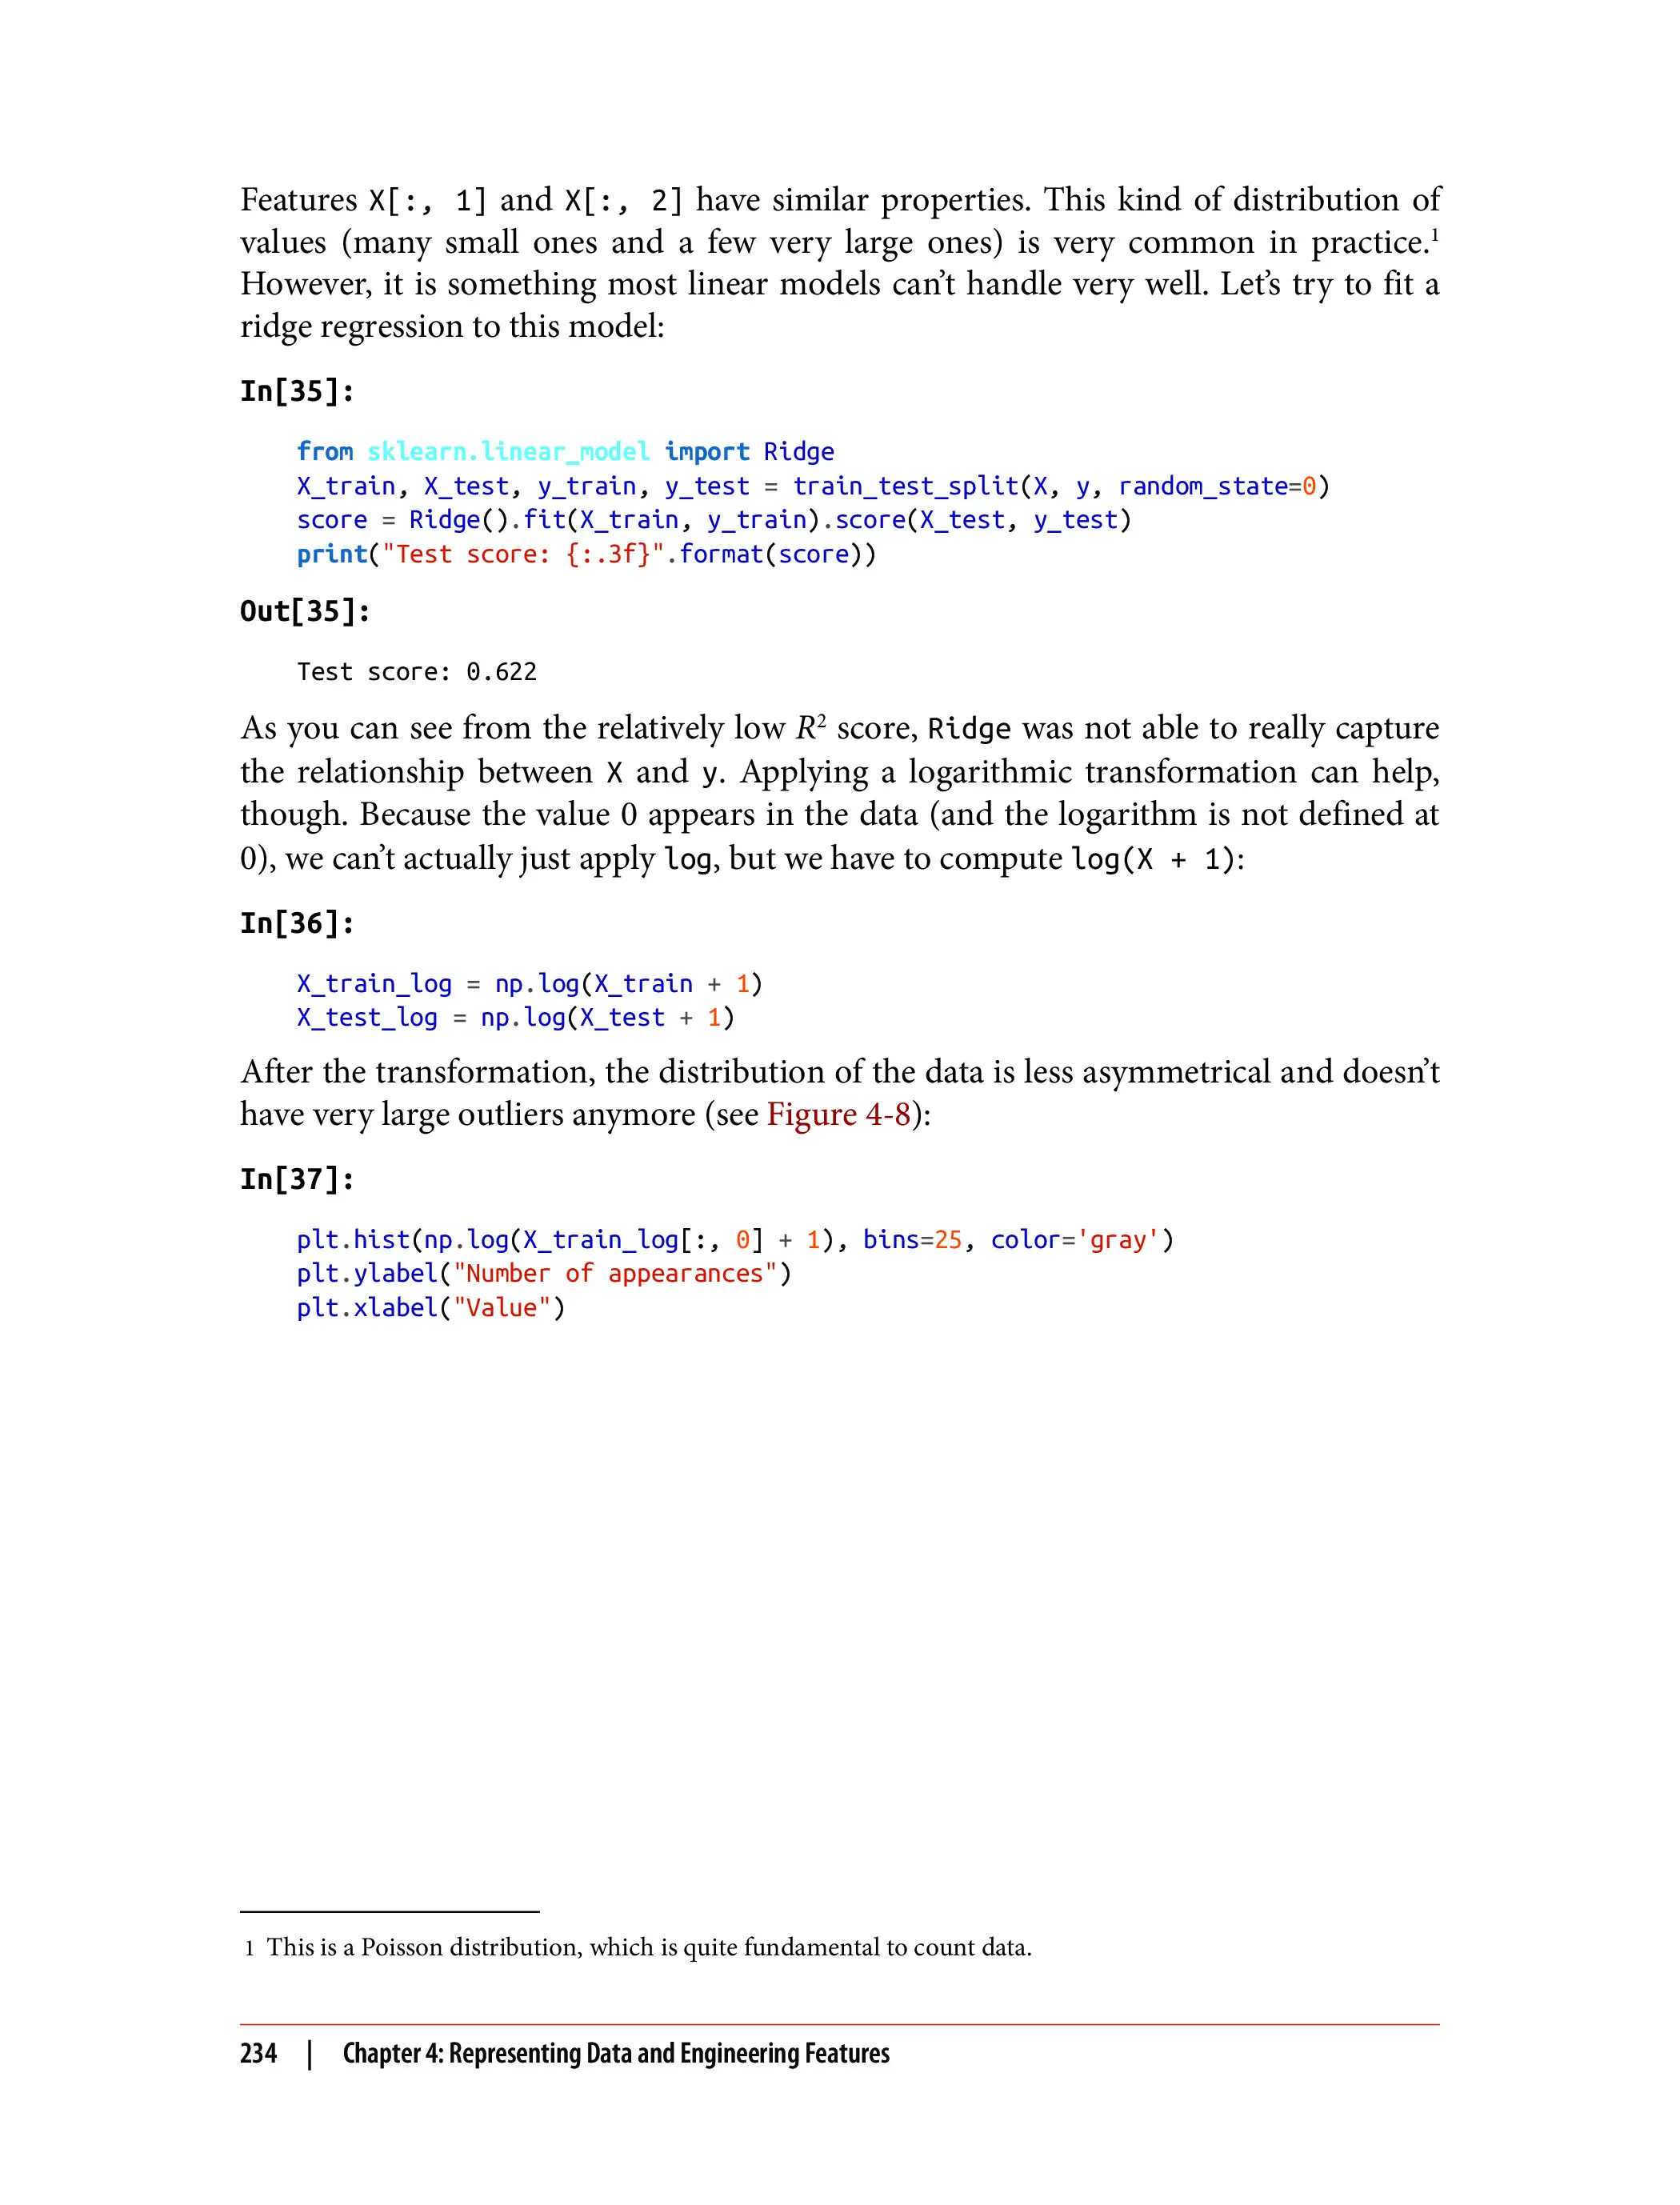 Features X[:, 1] and X[:, 2] have similar properties. This kind of distribution of
values (many small ones and a few very large ones) is very common in practice.¹
However, it is something most linear models can’t handle very well. Let’s try to fit a
ridge regression to this model:
In[35]:
from sklearn.linear_model import Ridge
X_train, X_test, y_train, y_test = train_test_split(X, y, random_state=0)
score = Ridge().fit(X_train, y_train).score(X_test, y_test)
print("Test score: {:.3f}".format(score))
Out[35]:
Test score: 0.622
As you can see from the relatively low R² score, Ridge was not able to really capture
the relationship between X and y. Applying a logarithmic transformation can help,
though. Because the value 0 appears in the data (and the logarithm is not defined at
0), we can’t actually just apply log, but we have to compute log(X + 1):
In[36]:
X_train_log = np.log(X_train + 1)
X_test_log = np.log(X_test + 1)
After the transformation, the distribution of the data is less asymmetrical and doesn’t
have very large outliers anymore (see Figure 4-8):
In[37]:
plt.hist(np.log(X_train_log[:, 0] + 1), bins=25, color='gray')
plt.ylabel("Number of appearances")
plt.xlabel("Value")
1 This is a Poisson distribution, which is quite fundamental to count data.
234 | Chapter 4: Representing Data and Engineering Features